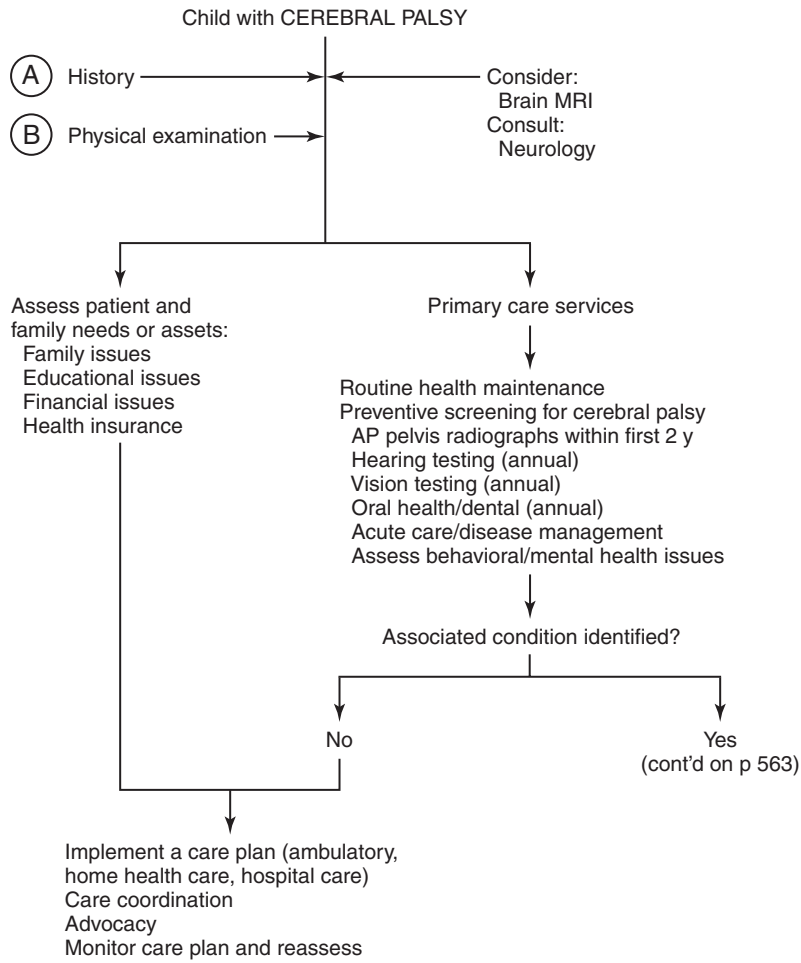 Child with CEREBRAL PALSY
A History
Consider:
Brain MRI
Consult:
Neurology
B Physical examination
Assess patient and
family needs or assets:
Family issues
Educational issues
Financial issues
Health insurance
Primary care services
Routine health maintenance
Preventive screening for cerebral palsy
AP pelvis radiographs within first 2 y
Hearing testing (annual)
Vision testing (annual)
Oral health/dental (annual)
Acute care/disease management
Assess behavioral/mental health issues
Associated condition identified?
No
Yes
(cont'd on p 563)
Implement a care plan (ambulatory,
home health care, hospital care)
Care coordination
Advocacy
Monitor care plan and reassess